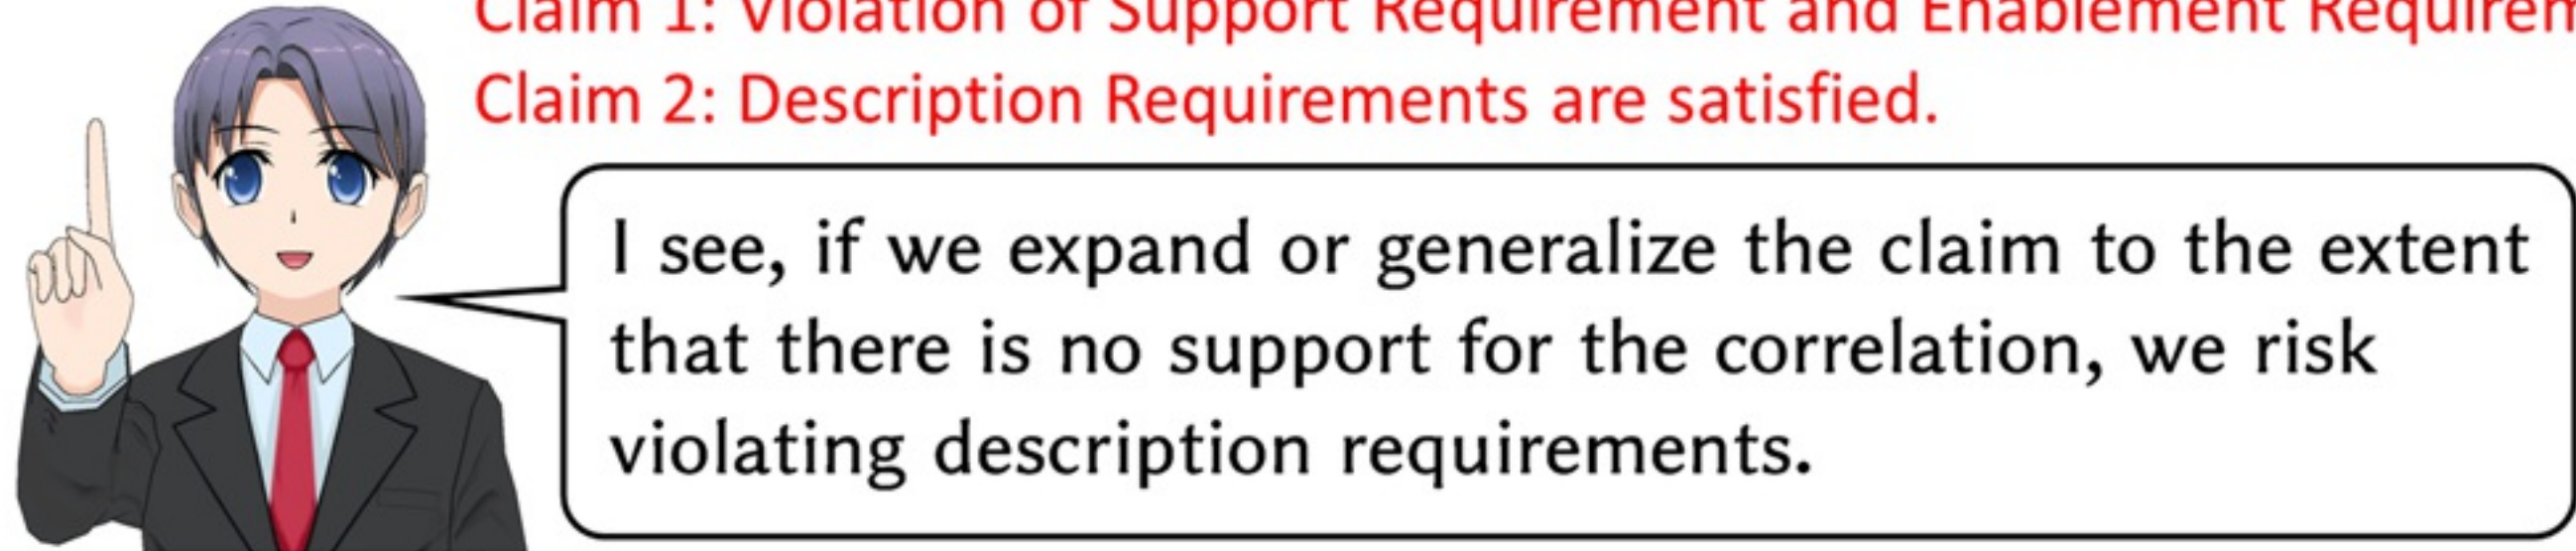 Claim 1: Violation of Support Requirement and Enablement Requirem
Claim 2: Description Requirements are satisfied.
I see, if we expand or generalize the claim to the extent
that there is no support for the correlation, we risk
violating description requirements.